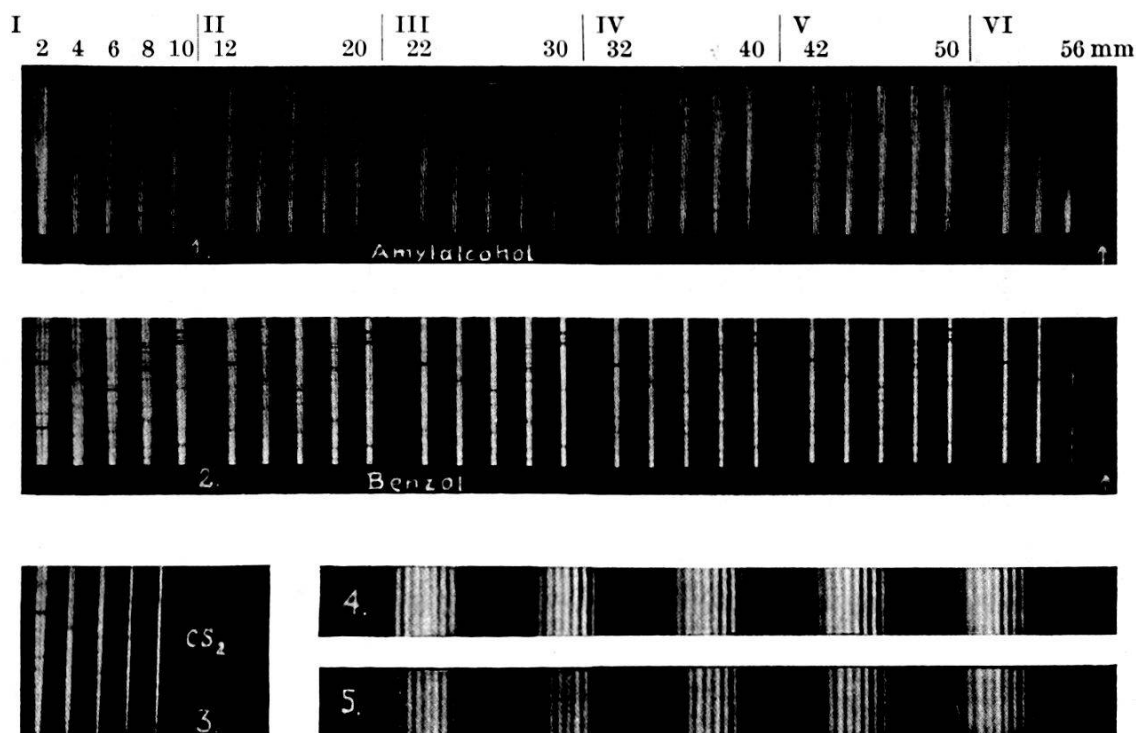 I II III IV V VI
2 4 6 8 10 12 20 22 30 32 40 42 50 56 mm
1. Amylalcohol
2. Benzol
CS₂
3.
4.
5.